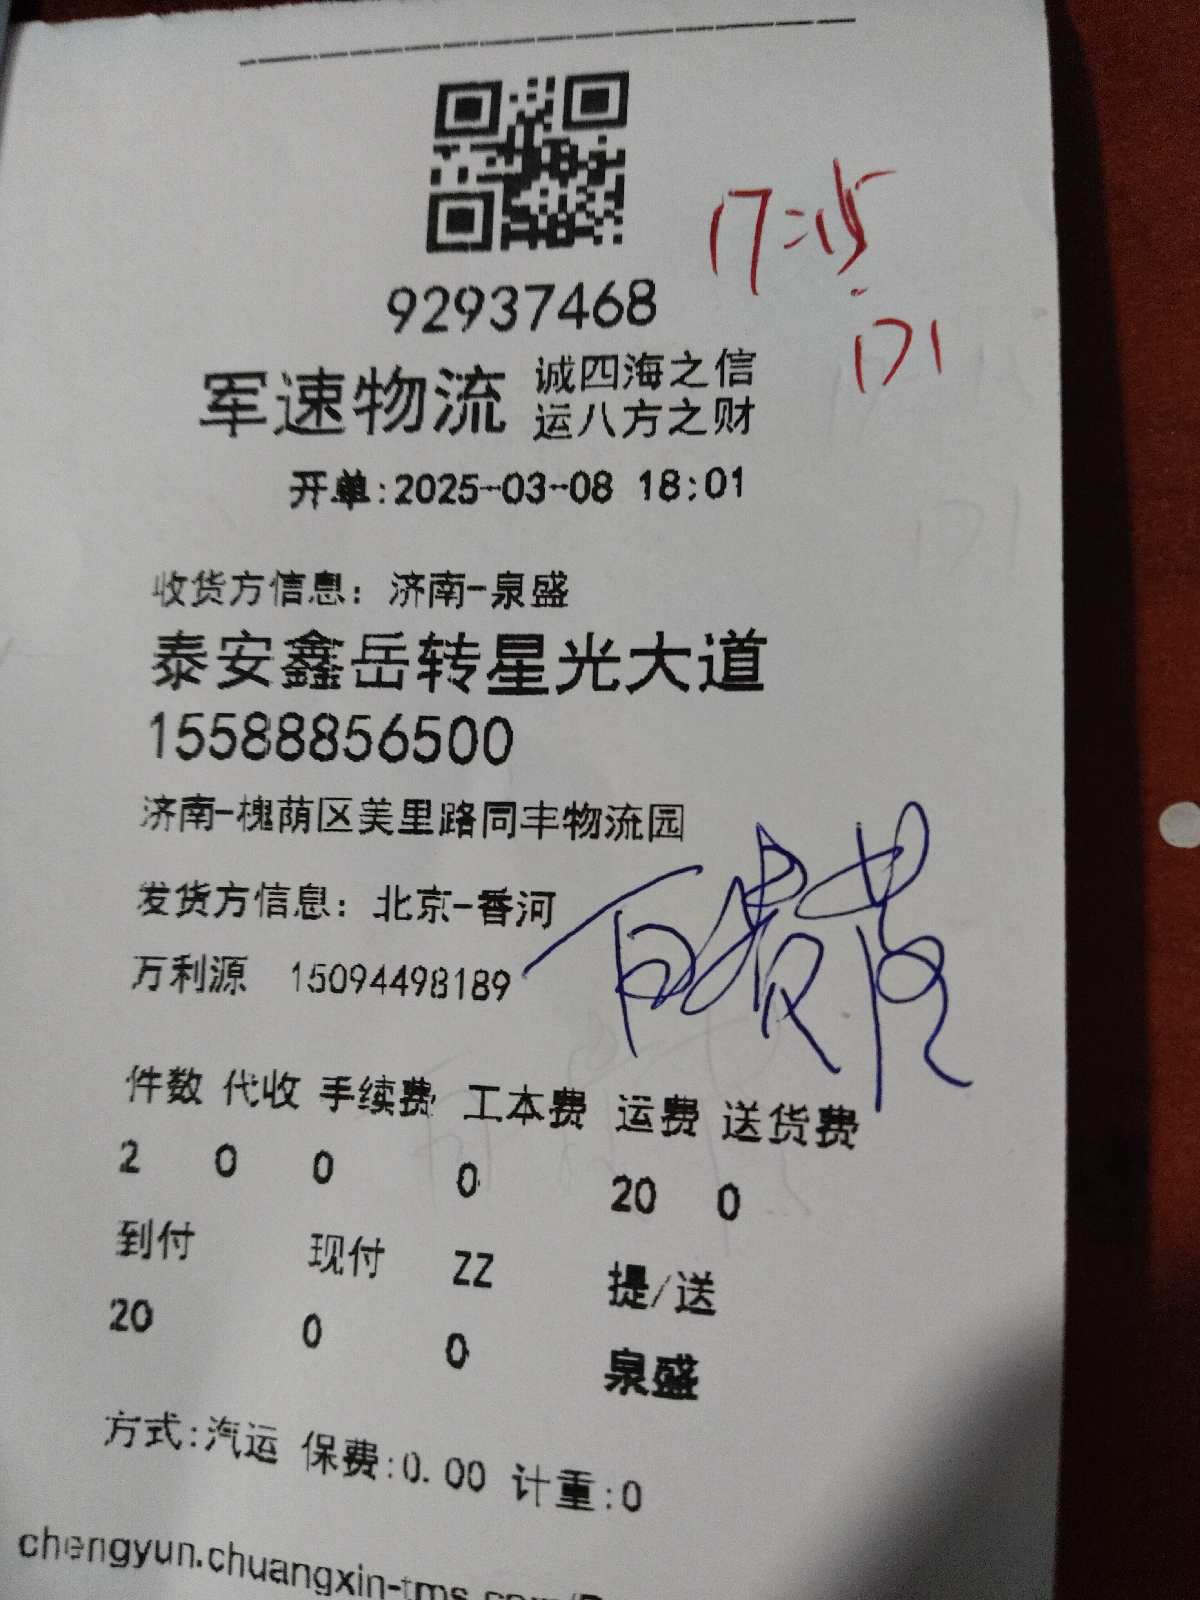 17:15
92937468
171
军速物流 诚四海之信
运八方之财
开单:2025-03-08 18:01
收货方信息: 济南-泉盛
泰安鑫岳转星光大道
15588856500
济南-槐荫区美里路同丰物流园
发货方信息: 北京-香河
万利源 15094498189
件数 代收 手续费 工本费 运费 送货费
2 0 0 0 20 0
到付 现付 ZZ 提/送
20 0 0 泉盛
方式:汽运 保费:0.00 计重:0
chengyun.chuangxin-tms.com/